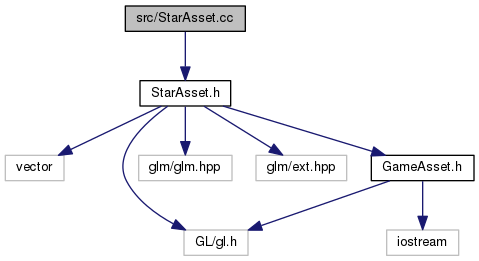 src/StarAsset.cc
StarAsset.h
vector
glm/glm.hpp
glm/ext.hpp
GameAsset.h
GL/gl.h
iostream